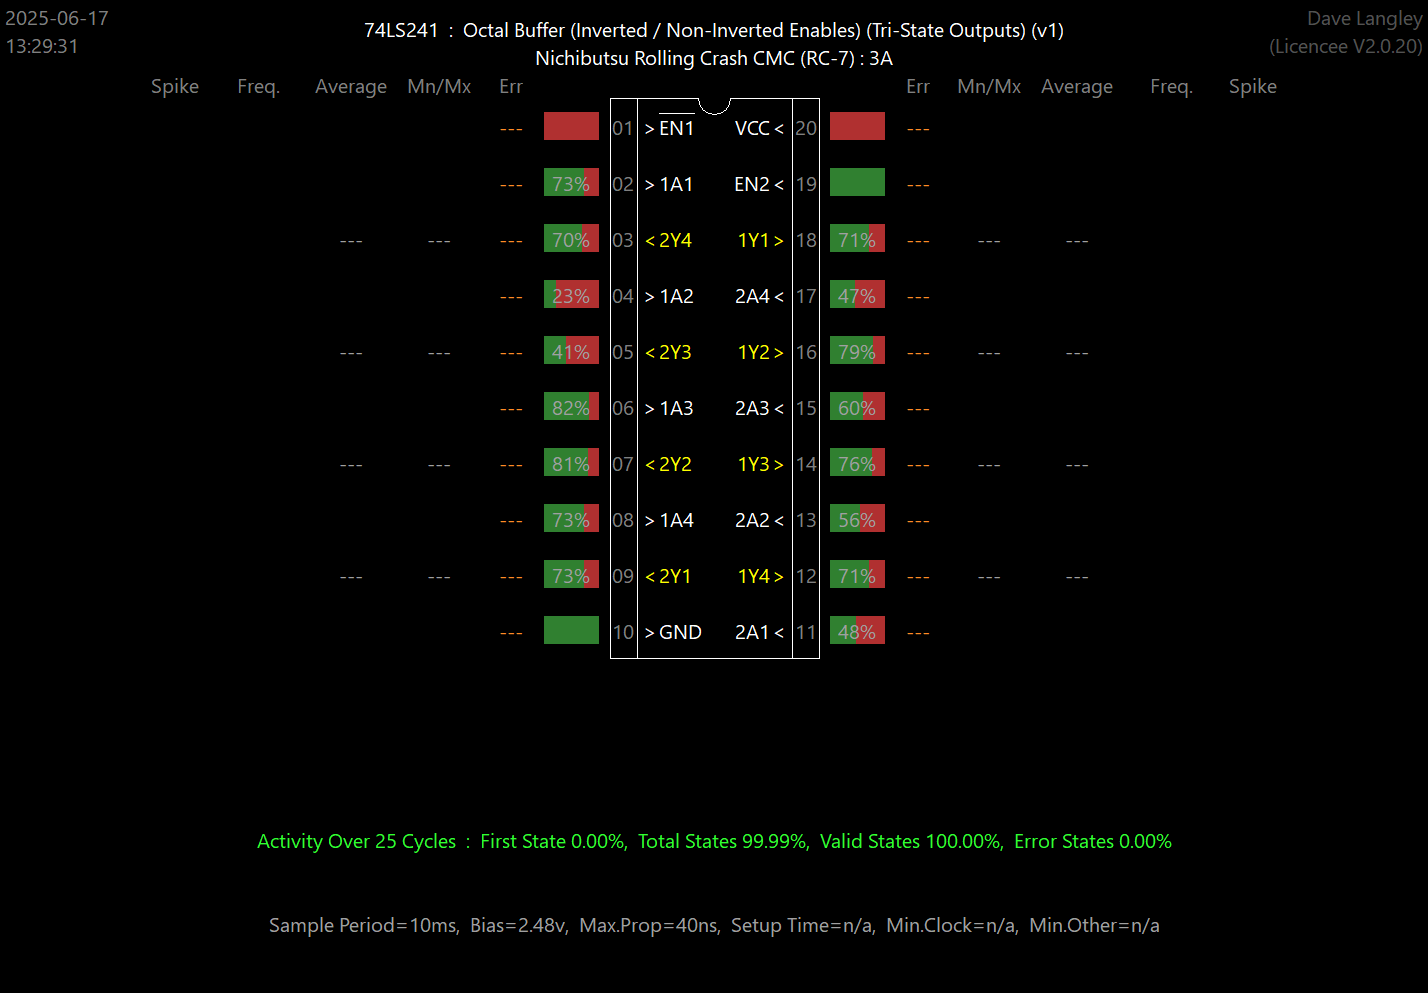 2025-06-17
13:29:31
74LS241 : Octal Buffer (Inverted / Non-Inverted Enables) (Tri-State Outputs) (v1)
Nichibutsu Rolling Crash CMC (RC-7) : 3A
Dave Langley
(Licencee V2.0.20)
Spike Freq. Average Mn/Mx Err Err Mn/Mx Average Freq. Spike
--- 01 > EN1 VCC < 20 ---
--- 73% 02 > 1A1 EN2 < 19 ---
--- --- --- 70% 03 < 2Y4 1Y1 > 18 71% --- --- ---
--- 23% 04 > 1A2 2A4 < 17 47% ---
--- --- --- 41% 05 < 2Y3 1Y2 > 16 79% --- --- ---
--- 82% 06 > 1A3 2A3 < 15 60% ---
--- --- --- 81% 07 < 2Y2 1Y3 > 14 76% --- --- ---
--- 73% 08 > 1A4 2A2 < 13 56% ---
--- --- --- 73% 09 < 2Y1 1Y4 > 12 71% --- --- ---
--- 10 > GND 2A1 < 11 48% ---
Activity Over 25 Cycles : First State 0.00%, Total States 99.99%, Valid States 100.00%, Error States 0.00%
Sample Period=10ms, Bias=2.48v, Max.Prop=40ns, Setup Time=n/a, Min.Clock=n/a, Min.Other=n/a